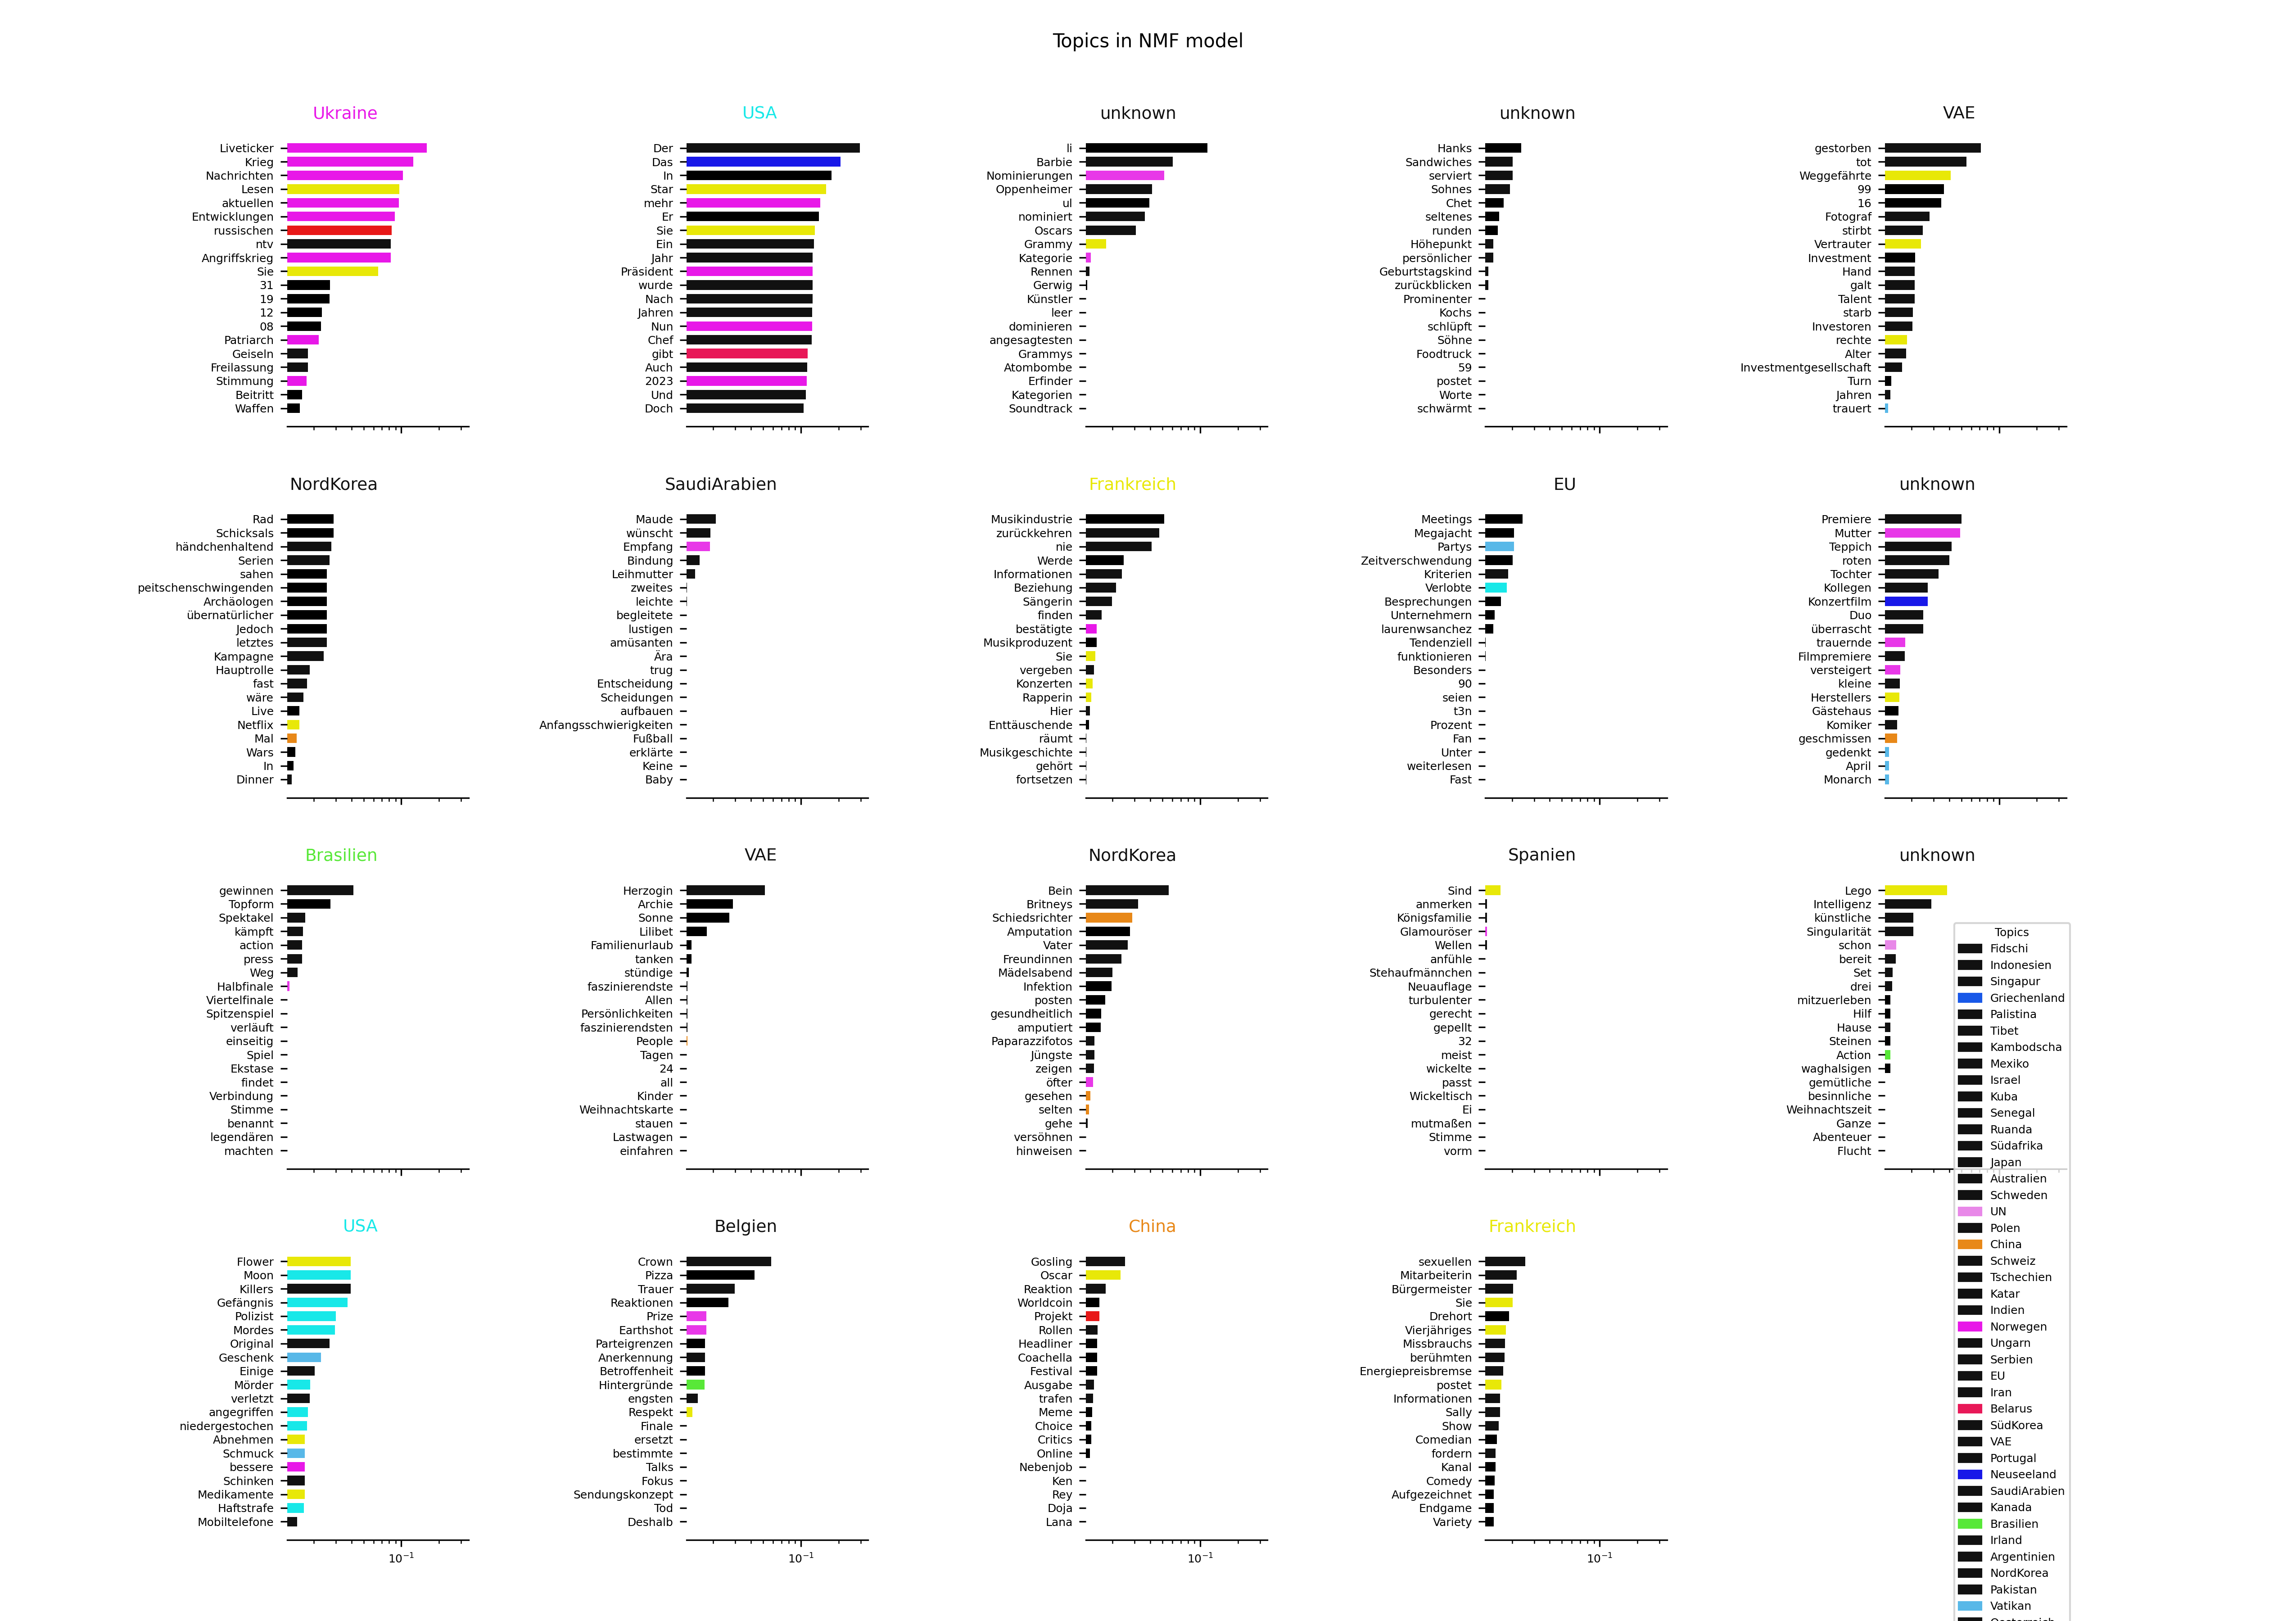 Topics in NMF model
Ukraine
Liveticker
Krieg
Nachrichten
Lesen
aktuellen
Entwicklungen
russischen
ntv
Angriffskrieg
Sie
31
19
12
08
Patriarch
Geiseln
Freilassung
Stimmung
Beitritt
Waffen
USA
Der
Das
In
Star
mehr
Er
Sie
Ein
Jahr
Präsident
wurde
Nach
Jahren
Nun
Chef
gibt
Auch
2023
Und
Doch
unknown
li
Barbie
Nominierungen
Oppenheimer
ul
nominiert
Oscars
Grammy
Kategorie
Rennen
Gerwig
Künstler
leer
dominieren
angesagtesten
Grammys
Atombombe
Erfinder
Kategorien
Soundtrack
unknown
Hanks
Sandwiches
serviert
Sohnes
Chet
seltenes
runden
Höhepunkt
persönlicher
Geburtstagskind
zurückblicken
Prominenter
Kochs
schlüpft
Söhne
Foodtruck
59
postet
Worte
schwärmt
VAE
gestorben
tot
Weggefährte
99
16
Fotograf
stirbt
Vertrauter
Investment
Hand
galt
Talent
starb
Investoren
rechte
Alter
Investmentgesellschaft
Turn
Jahren
trauert
NordKorea
Rad
Schicksals
händchenhaltend
Serien
sahen
peitschenschwingenden
Archäologen
übernatürlicher
Jedoch
letztes
Kampagne
Hauptrolle
fast
wäre
Live
Netflix
Mal
Wars
In
Dinner
SaudiArabien
Maude
wünscht
Empfang
Bindung
Leihmutter
zweites
leichte
begleitete
lustigen
amüsanten
Ära
trug
Entscheidung
Scheidungen
aufbauen
Anfangsschwierigkeiten
Fußball
erklärte
Keine
Baby
Frankreich
Musikindustrie
zurückkehren
nie
Werde
Informationen
Beziehung
Sängerin
finden
bestätigte
Musikproduzent
Sie
vergeben
Konzerten
Rapperin
Hier
Enttäuschende
räumt
Musikgeschichte
gehört
fortsetzen
EU
Meetings
Megajacht
Partys
Zeitverschwendung
Kriterien
Verlobte
Besprechungen
Unternehmern
laurenwsanchez
Tendenziell
funktionieren
Besonders
90
seien
t3n
Prozent
Fan
Unter
weiterlesen
Fast
unknown
Premiere
Mutter
Teppich
roten
Tochter
Kollegen
Konzertfilm
Duo
überrascht
trauernde
Filmpremiere
versteigert
kleine
Herstellers
Gästehaus
Komiker
geschmissen
gedenkt
April
Monarch
Brasilien
gewinnen
Topform
Spektakel
kämpft
action
press
Weg
Halbfinale
Viertelfinale
Spitzenspiel
verläuft
einseitig
Spiel
Ekstase
findet
Verbindung
Stimme
benannt
legendären
machten
VAE
Herzogin
Archie
Sonne
Lilibet
Familienurlaub
tanken
stündige
faszinierendste
Allen
Persönlichkeiten
faszinierendsten
People
Tagen
24
all
Kinder
Weihnachtskarte
stauen
Lastwagen
einfahren
NordKorea
Bein
Britneys
Schiedsrichter
Amputation
Vater
Freundinnen
Mädelsabend
Infektion
posten
gesundheitlich
amputiert
Paparazzifotos
Jüngste
zeigen
öfter
gesehen
selten
gehe
versöhnen
hinweisen
Spanien
Sind
anmerken
Königsfamilie
Glamouröser
Wellen
anfühle
Stehaufmännchen
Neuauflage
turbulenter
gerecht
gepellt
32
meist
wickelte
passt
Wickeltisch
Ei
mutmaßen
Stimme
vorm
unknown
Lego
Intelligenz
künstliche
Singularität
schon
bereit
Set
drei
mitzuerleben
Hilf
Hause
Steinen
Action
waghalsigen
gemütliche
besinnliche
Weihnachtszeit
Ganze
Abenteuer
Flucht
USA
Flower
Moon
Killers
Gefängnis
Polizist
Mordes
Original
Geschenk
Einige
Mörder
verletzt
angegriffen
niedergestochen
Abnehmen
Schmuck
bessere
Schinken
Medikamente
Haftstrafe
Mobiltelefone
10⁻¹
Belgien
Crown
Pizza
Trauer
Reaktionen
Prize
Earthshot
Parteigrenzen
Anerkennung
Betroffenheit
Hintergründe
engsten
Respekt
Finale
ersetzt
bestimmte
Talks
Fokus
Sendungskonzept
Tod
Deshalb
10⁻¹
China
Gosling
Oscar
Reaktion
Worldcoin
Projekt
Rollen
Headliner
Coachella
Festival
Ausgabe
trafen
Meme
Choice
Critics
Online
Nebenjob
Ken
Rey
Doja
Lana
10⁻¹
Frankreich
sexuellen
Mitarbeiterin
Bürgermeister
Sie
Drehort
Vierjähriges
Missbrauchs
berühmten
Energiepreisbremse
postet
Informationen
Sally
Show
Comedian
fordern
Kanal
Comedy
Aufgezeichnet
Endgame
Variety
10⁻¹
Topics
Fidschi
Indonesien
Singapur
Griechenland
Palistina
Tibet
Kambodscha
Mexiko
Israel
Kuba
Senegal
Ruanda
Südafrika
Japan
Australien
Schweden
UN
Polen
China
Schweiz
Tschechien
Katar
Indien
Norwegen
Ungarn
Serbien
EU
Iran
Belarus
SüdKorea
VAE
Portugal
Neuseeland
SaudiArabien
Kanada
Brasilien
Irland
Argentinien
NordKorea
Pakistan
Vatikan